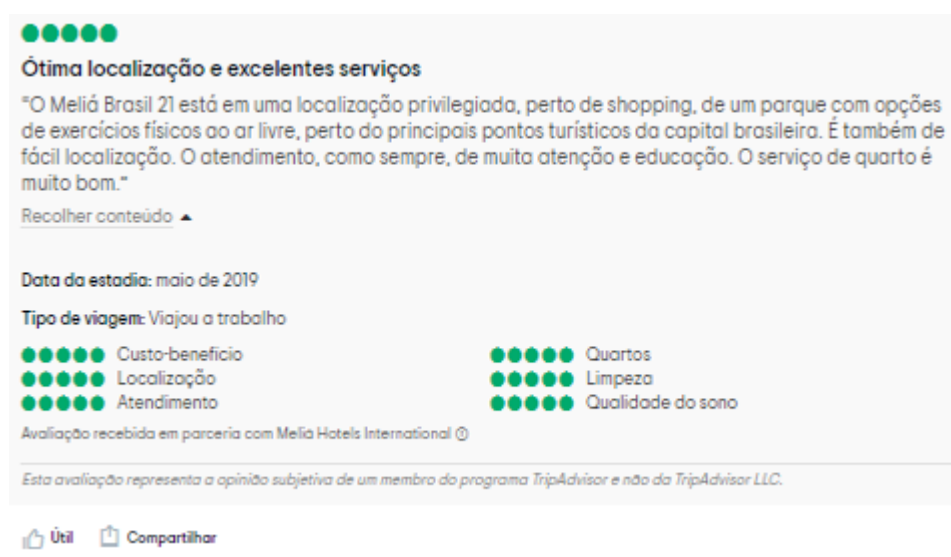 Ótima localização e excelentes serviços
"O Meliá Brasil 21 está em uma localização privilegiada, perto de shopping, de um parque com opções
de exercícios físicos ao ar livre, perto do principais pontos turísticos da capital brasileira. É também de
fácil localização. O atendimento, como sempre, de muita atenção e educação. O serviço de quarto é
muito bom."
Recolher conteúdo
Data da estadia: maio de 2019
Tipo de viagem: Viajou a trabalho
Custo-benefício Quartos
Localização Limpeza
Atendimento Qualidade do sono
Avaliação recebida em parceria com Meliá Hotels International
Esta avaliação representa a opinião subjetiva de um membro do programa TripAdvisor e não da TripAdvisor LLC.
Útil Compartilhar